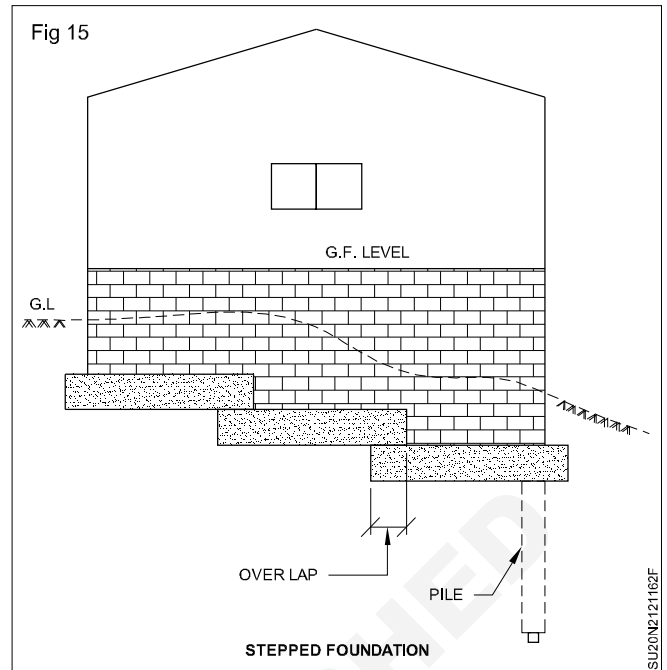 Fig 15
G.F. LEVEL
G.L
OVER LAP
PILE
STEPPED FOUNDATION
SU20N2121162F